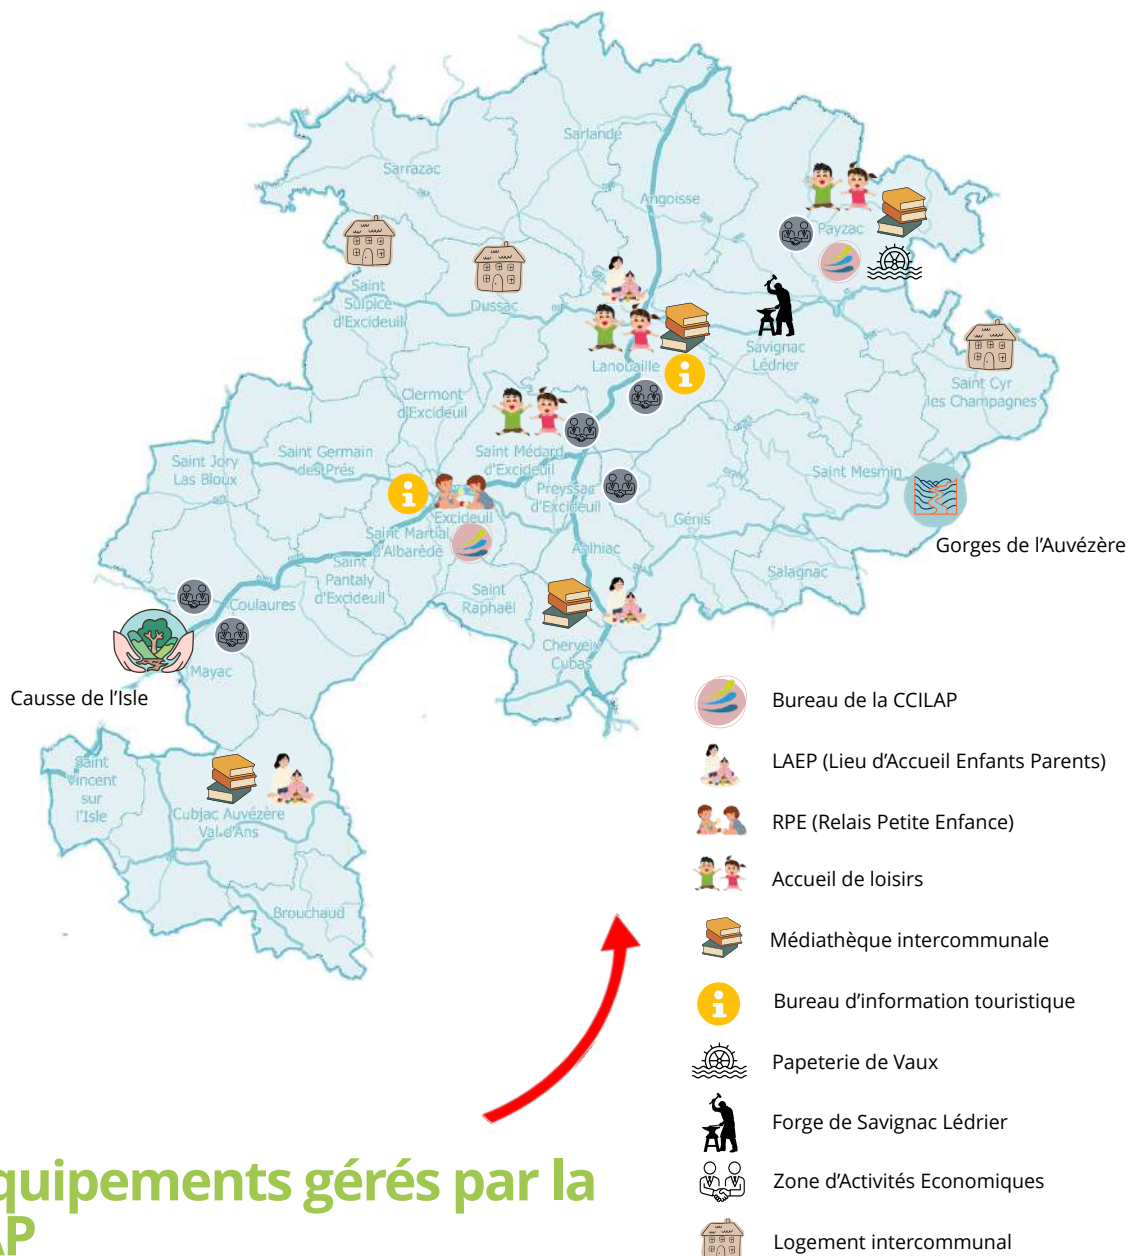 Sarlande
Sarrazac
Angoisse
Payzac
Saint
Sulpice
d'Excideuil
Dussac
Savignac
Lédrier
Lanouaille
Saint Cyr
les Champagnes
Clermont
d'Excideuil
Saint Germain
des Prés
Saint Médard
d'Excideuil
Saint Jory
Las Bloux
Saint Mesmin
Preyssac
d'Excideuil
Excideuil
Génis
Saint Martial
d'Albarède
Gorges de l'Auvézère
Anlhiac
Saint
Pantaly
d'Excideuil
Salagnac
Saint
Raphaël
Coulaures
Cherveix
Cubas
Mayac
Causse de l'Isle
Saint
Vincent
sur
l'Isle
Cubjac Auvézère
Val d'Ans
Brouchaud
Bureau de la CCILAP
LAEP (Lieu d'Accueil Enfants Parents)
RPE (Relais Petite Enfance)
Accueil de loisirs
Médiathèque intercommunale
Bureau d'information touristique
Papeterie de Vaux
Forge de Savignac Lédrier
Zone d'Activités Economiques
Logement intercommunal
quipements gérés par la
AP